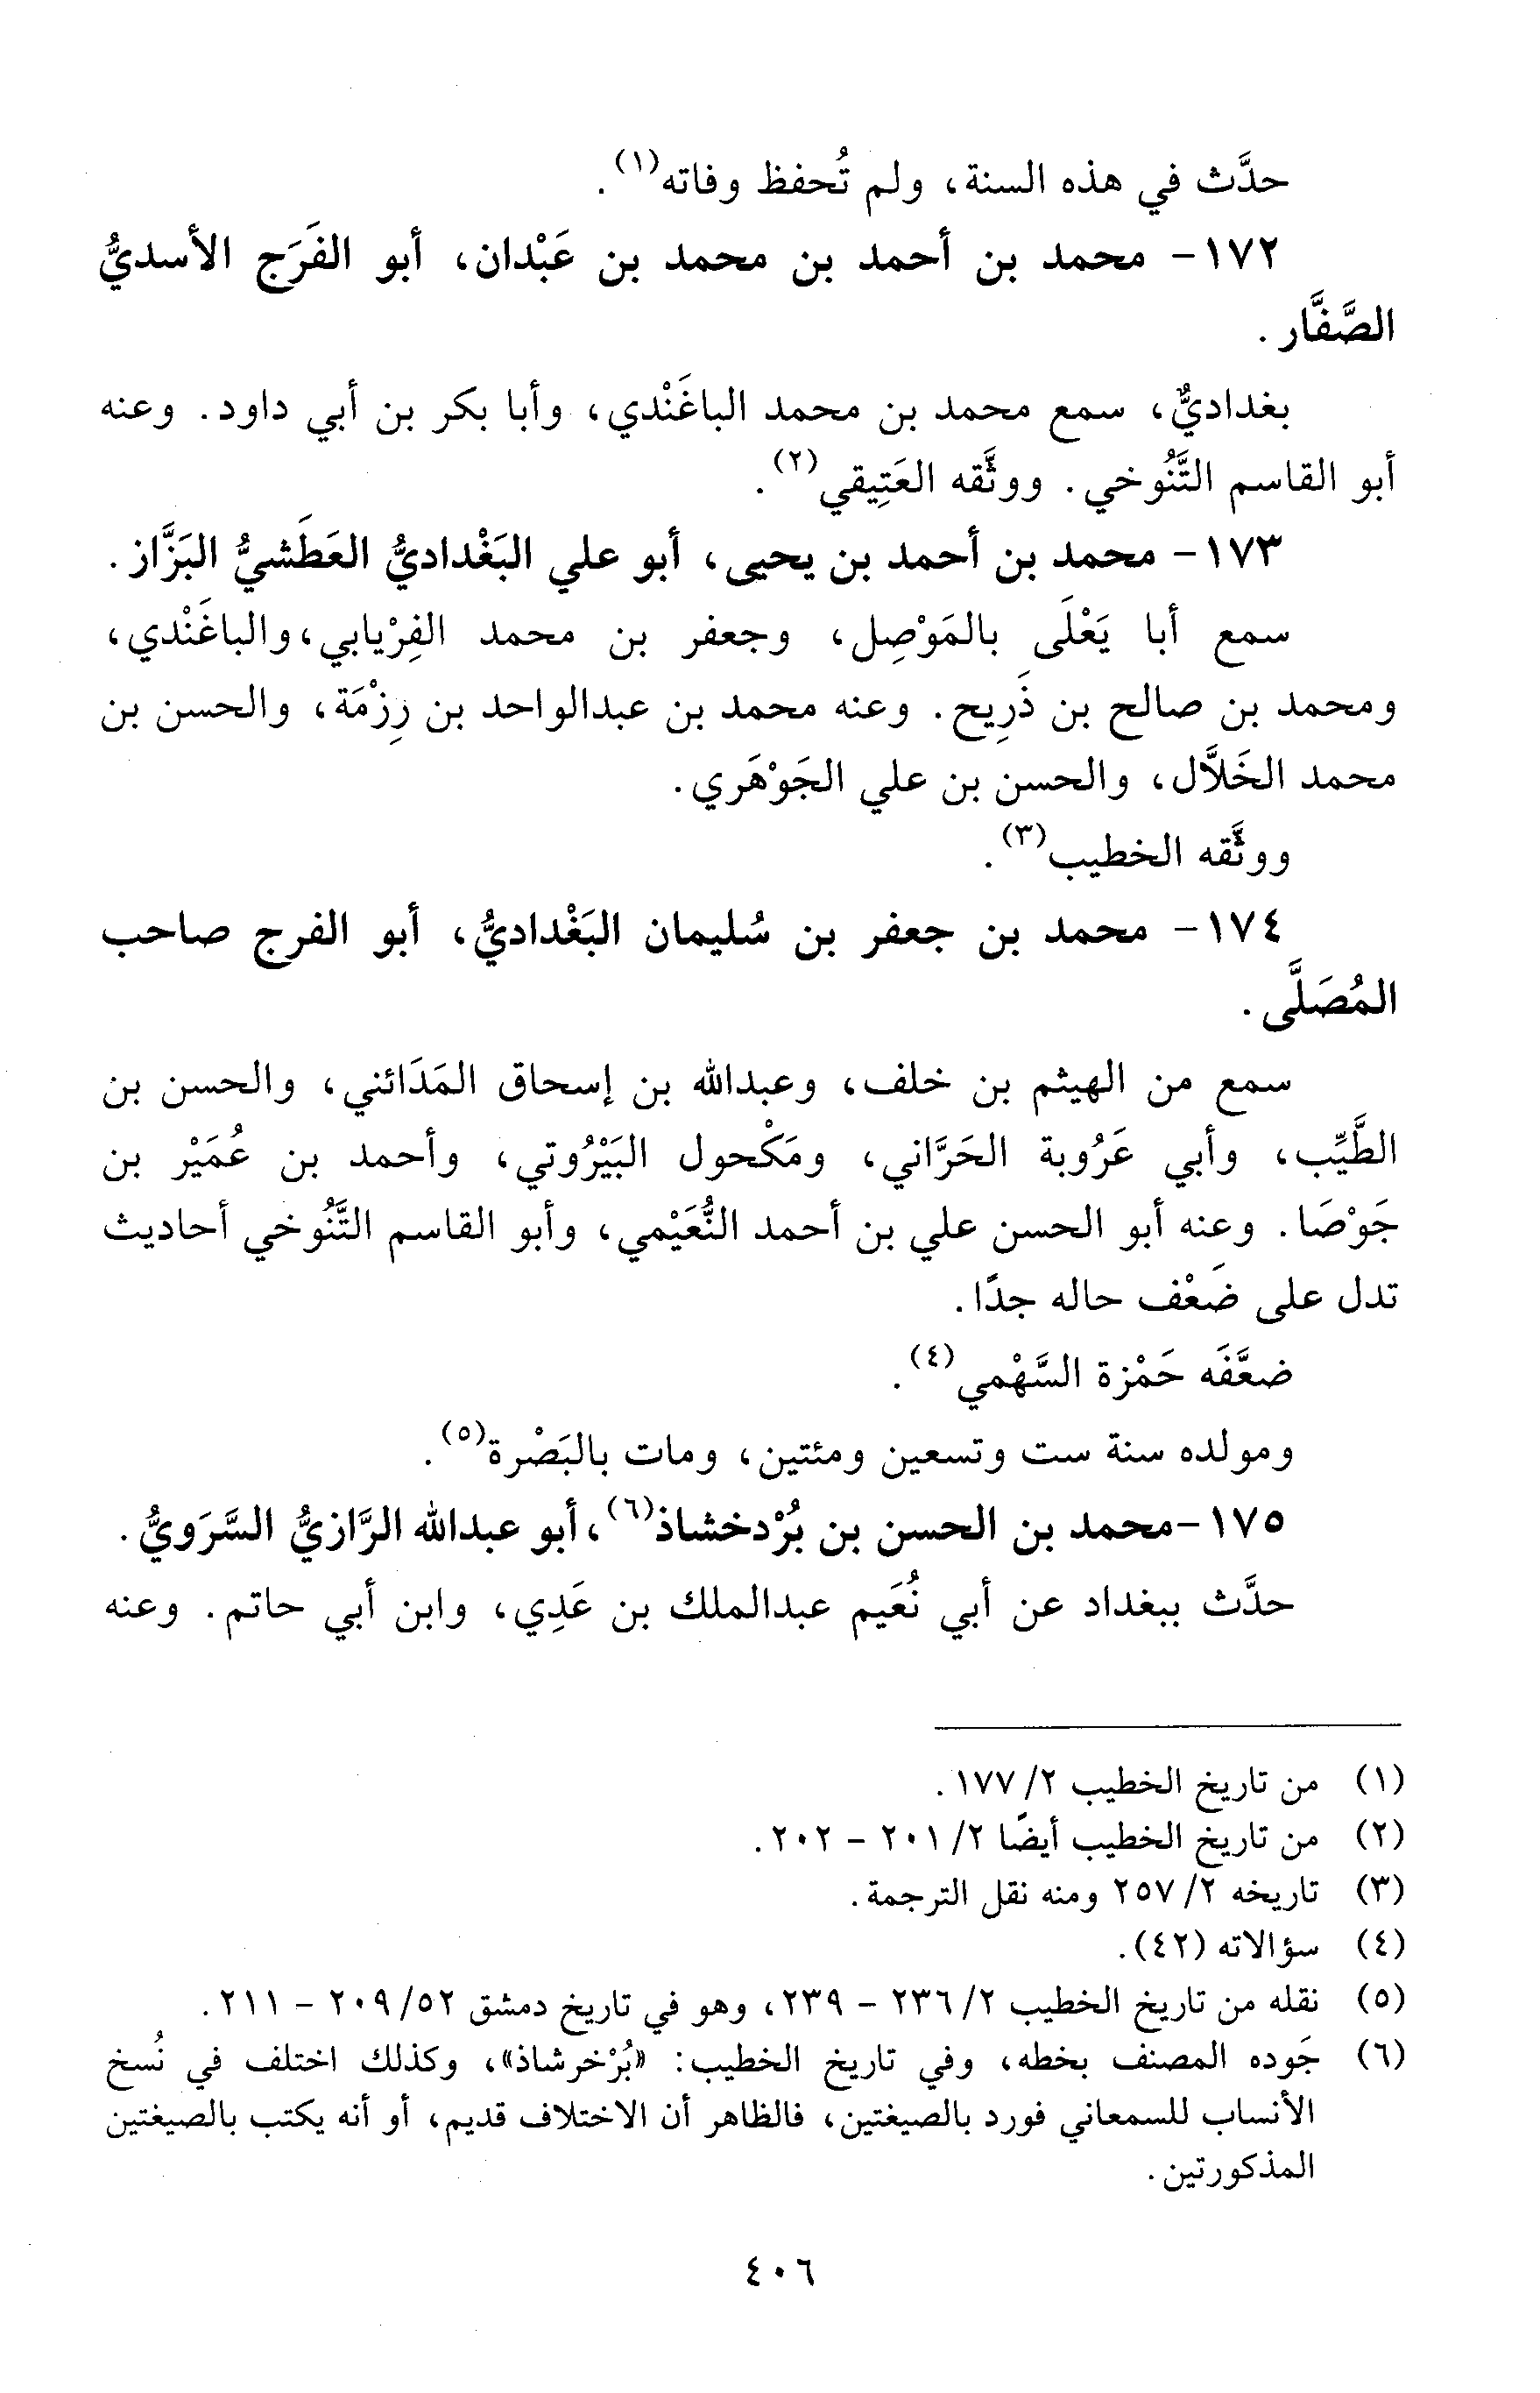 حدَّث في هذه السنة، ولم تُحفظ وفاته(١).
١٧٢- محمد بن أحمد بن محمد بن عَبْدان، أبو الفَرَج الأسديُّ
الصَّفَّار.
بغداديٌّ، سمع محمد بن محمد الباغَنْدي، وأبا بكر بن أبي داود. وعنه
أبو القاسم التَّنُوخي. ووثَّقه العَتِيقي(٢).
١٧٣- محمد بن أحمد بن يحيى، أبو علي البَغْداديُّ العَطَشيُّ البَزَّاز.
سمع أبا يَعْلَى بالمَوْصِل، وجعفر بن محمد الفِرْيابي، والباغَنْدي،
ومحمد بن صالح بن ذَرِيح. وعنه محمد بن عبدالواحد بن رِزْمَة، والحسن بن
محمد الخَلاَّل، والحسن بن علي الجَوْهَري.
ووثَّقه الخطيب(٣).
١٧٤- محمد بن جعفر بن سُليمان البَغْداديُّ، أبو الفرج صاحب
المُصَلَّى.
سمع من الهيثم بن خلف، وعبدالله بن إسحاق المَدَائني، والحسن بن
الطَّيِّب، وأبي عَرُوبة الحَرَّاني، ومَكْحول البَيْرُوتي، وأحمد بن عُمَيْر بن
جَوْصَا. وعنه أبو الحسن علي بن أحمد النُّعَيْمي، وأبو القاسم التَّنُوخي أحاديث
تدل على ضَعْف حاله جدًا.
ضعَّفَه حَمْزة السَّهْمي(٤).
ومولده سنة ست وتسعين ومئتين، ومات بالبَصْرة(٥).
١٧٥-محمد بن الحسن بن بُرْدخشاذ(٦)، أبو عبدالله الرَّازيُّ السَّرَويُّ.
حدَّث ببغداد عن أبي نُعَيم عبدالملك بن عَدِي، وابن أبي حاتم. وعنه
(١) من تاريخ الخطيب ٢/ ١٧٧.
(٢) من تاريخ الخطيب أيضًا ٢/ ٢٠١ - ٢٠٢.
(٣) تاريخه ٢/ ٢٥٧ ومنه نقل الترجمة.
(٤) سؤالاته (٤٢).
(٥) نقله من تاريخ الخطيب ٢/ ٢٣٦ - ٢٣٩، وهو في تاريخ دمشق ٥٢/ ٢٠٩ - ٢١١.
(٦) جَوده المصنف بخطه، وفي تاريخ الخطيب: «بُرْخرشاذ»، وكذلك اختلف في نُسخ
الأنساب للسمعاني فورد بالصيغتين، فالظاهر أن الاختلاف قديم، أو أنه يكتب بالصيغتين
المذكورتين.
٤٠٦